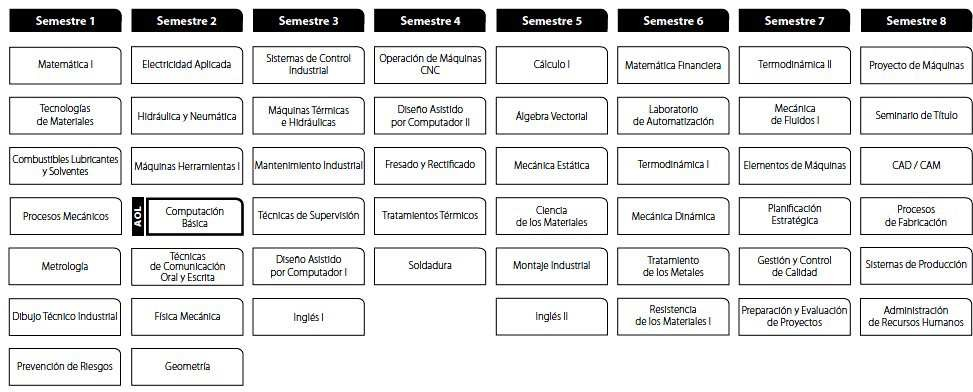 Semestre 1
Semestre 2
Semestre 3
Semestre 4
Semestre 5
Semestre 6
Semestre 7
Semestre 8
Matemática I
Electricidad Aplicada
Sistemas de Control
Industrial
Operación de Máquinas
CNC
Cálculo I
Matemática Financiera
Termodinámica II
Proyecto de Máquinas
Tecnologías
de Materiales
Hidráulica y Neumática
Máquinas Térmicas
e Hidráulicas
Diseño Asistido
por Computador II
Álgebra Vectorial
Laboratorio
de Automatización
Mecánica
de Fluidos I
Seminario de Título
Combustibles Lubricantes
y Solventes
Máquinas Herramientas I
Mantenimiento Industrial
Fresado y Rectificado
Mecánica Estática
Termodinámica I
Elementos de Máquinas
CAD / CAM
Procesos Mecánicos
AOL
Computación
Básica
Técnicas de Supervisión
Tratamientos Térmicos
Ciencia
de los Materiales
Mecánica Dinámica
Planificación
Estratégica
Procesos
de Fabricación
Metrología
Técnicas
de Comunicación
Oral y Escrita
Diseño Asistido
por Computador I
Soldadura
Montaje Industrial
Tratamiento
de los Metales
Gestión y Control
de Calidad
Sistemas de Producción
Dibujo Técnico Industrial
Física Mecánica
Inglés I
Inglés II
Resistencia
de los Materiales I
Preparación y Evaluación
de Proyectos
Administración
de Recursos Humanos
Prevención de Riesgos
Geometría